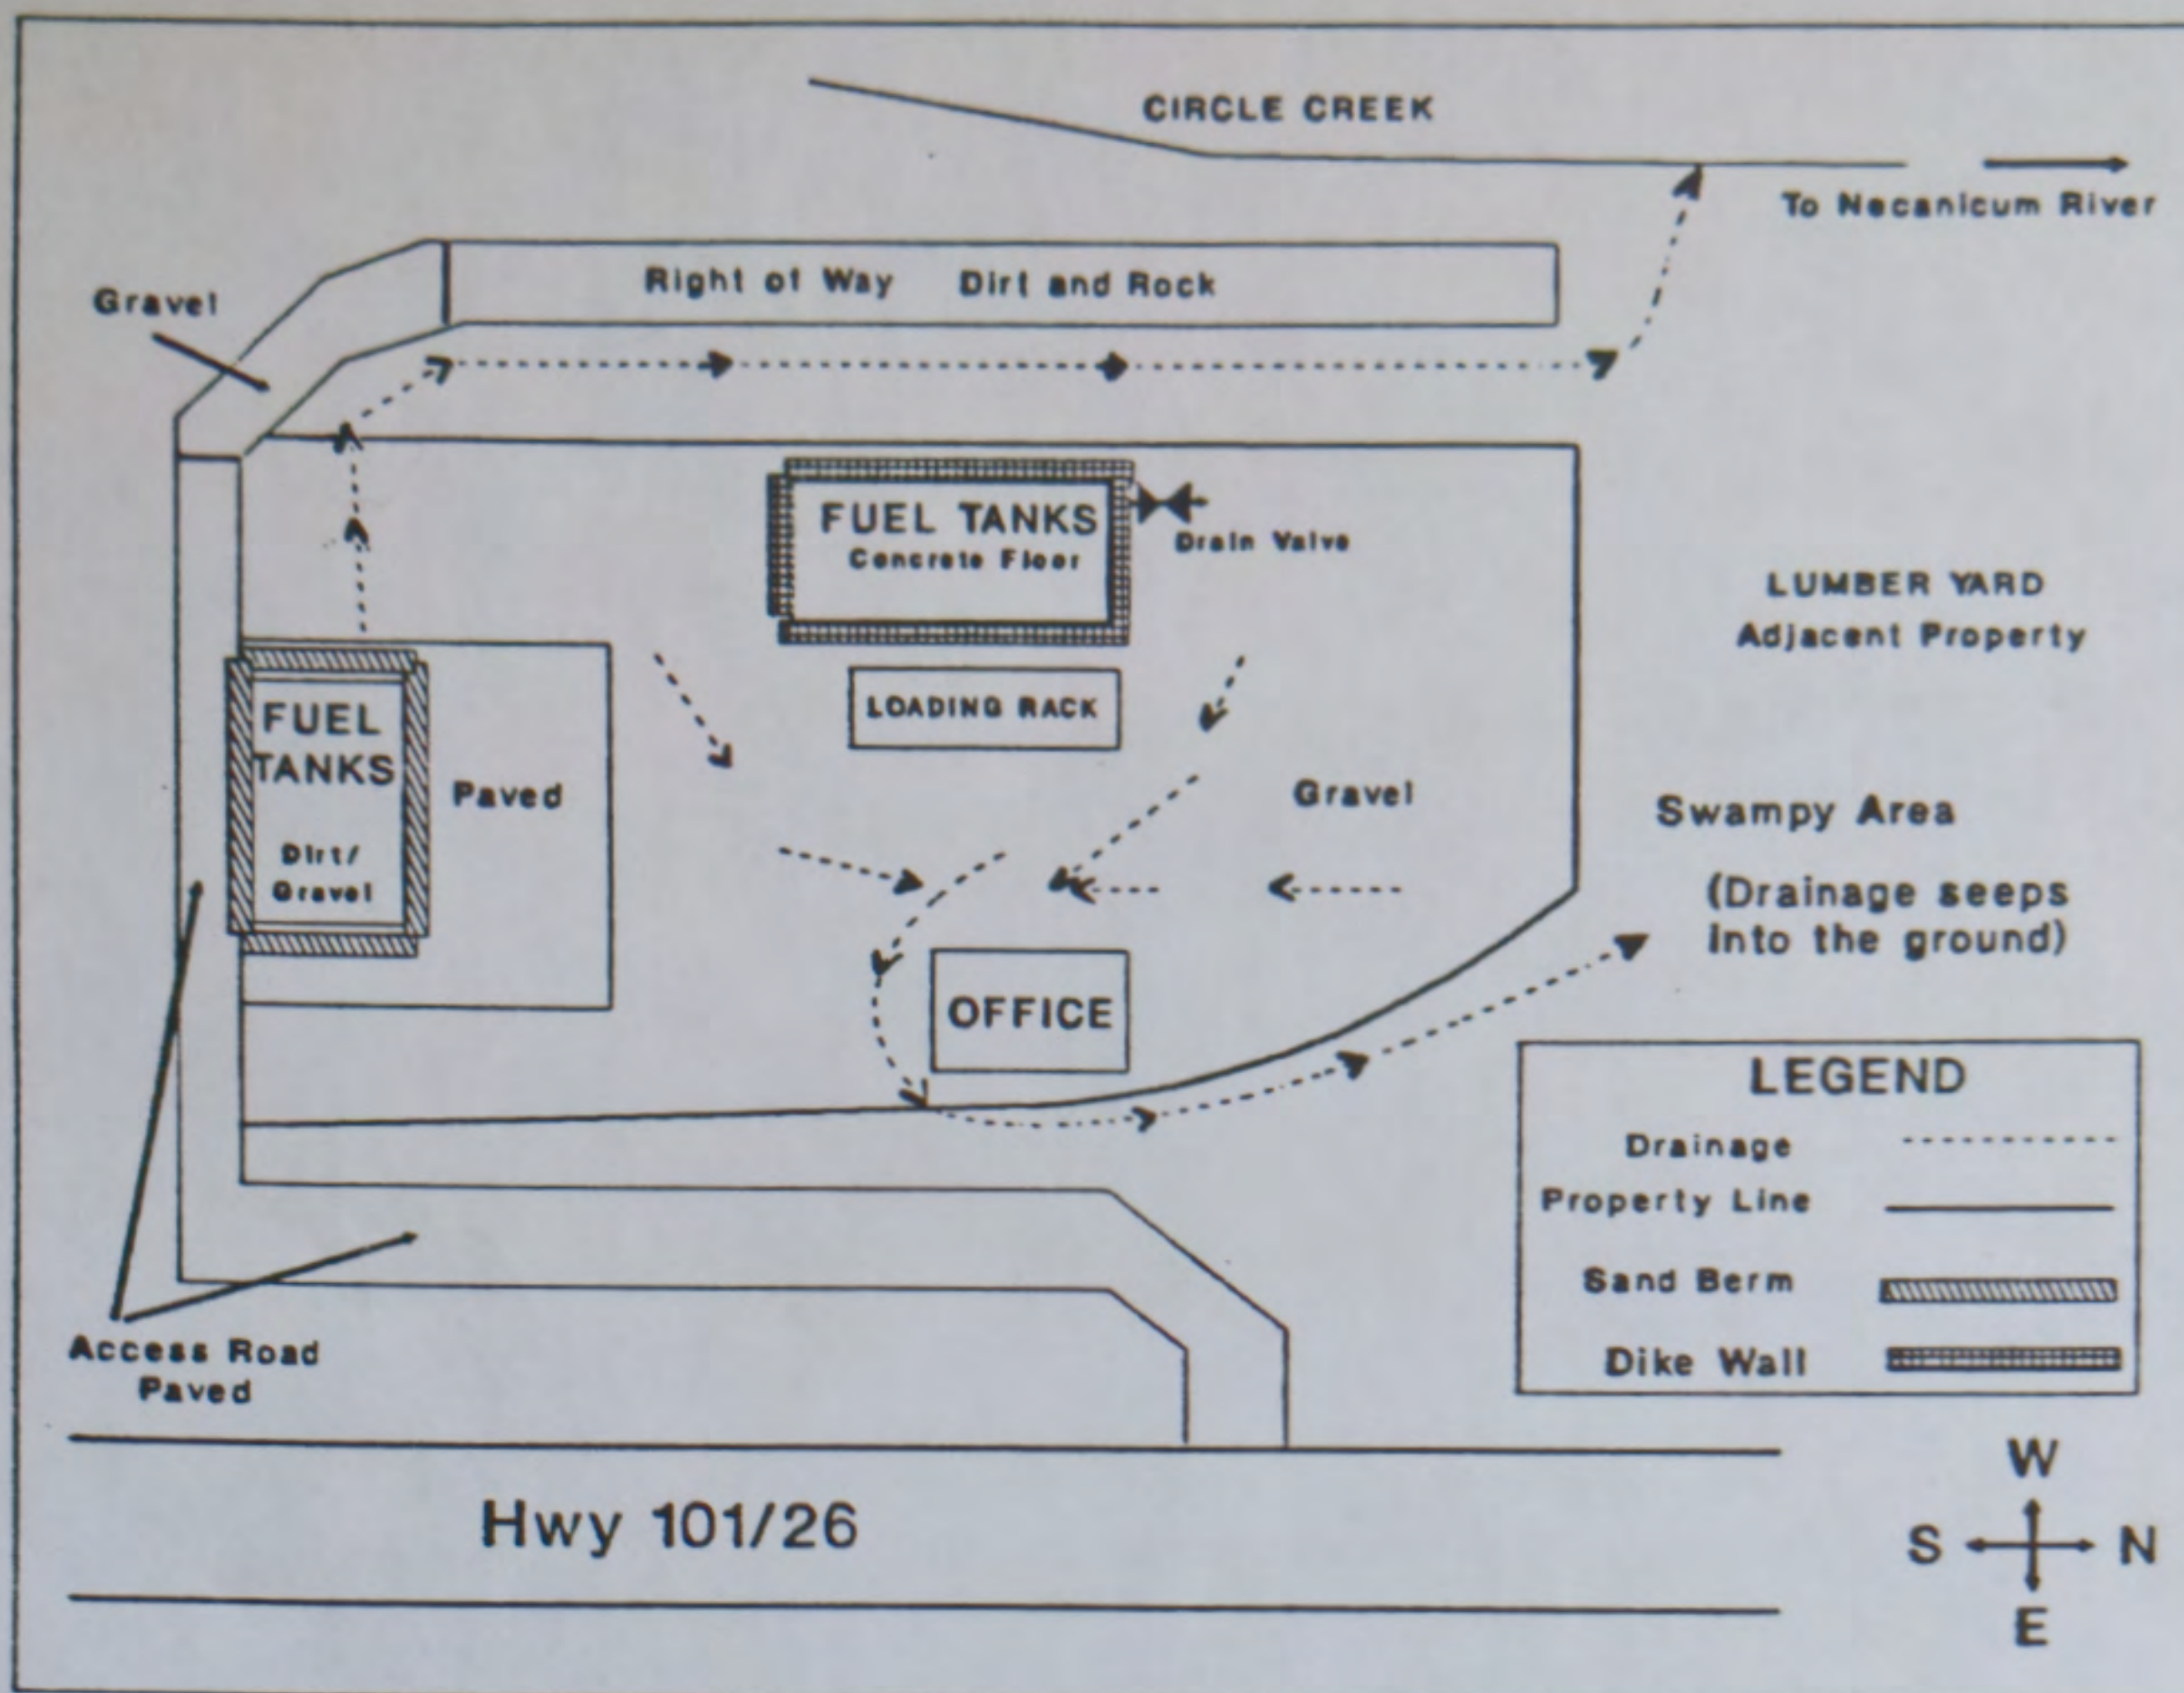 CIRCLE CREEK
To Necanicum River
Gravel
Right of Way Dirt and Rock
FUEL TANKS
Concrete Floor
Drain Valve
LUMBER YARD
Adjacent Property
LOADING RACK
FUEL
TANKS
Dirt/
Gravel
Paved
Gravel
Swampy Area
(Drainage seeps
into the ground)
OFFICE
LEGEND
Drainage
Property Line
Sand Berm
Dike Wall
Access Road
Paved
Hwy 101/26
W
S N
E